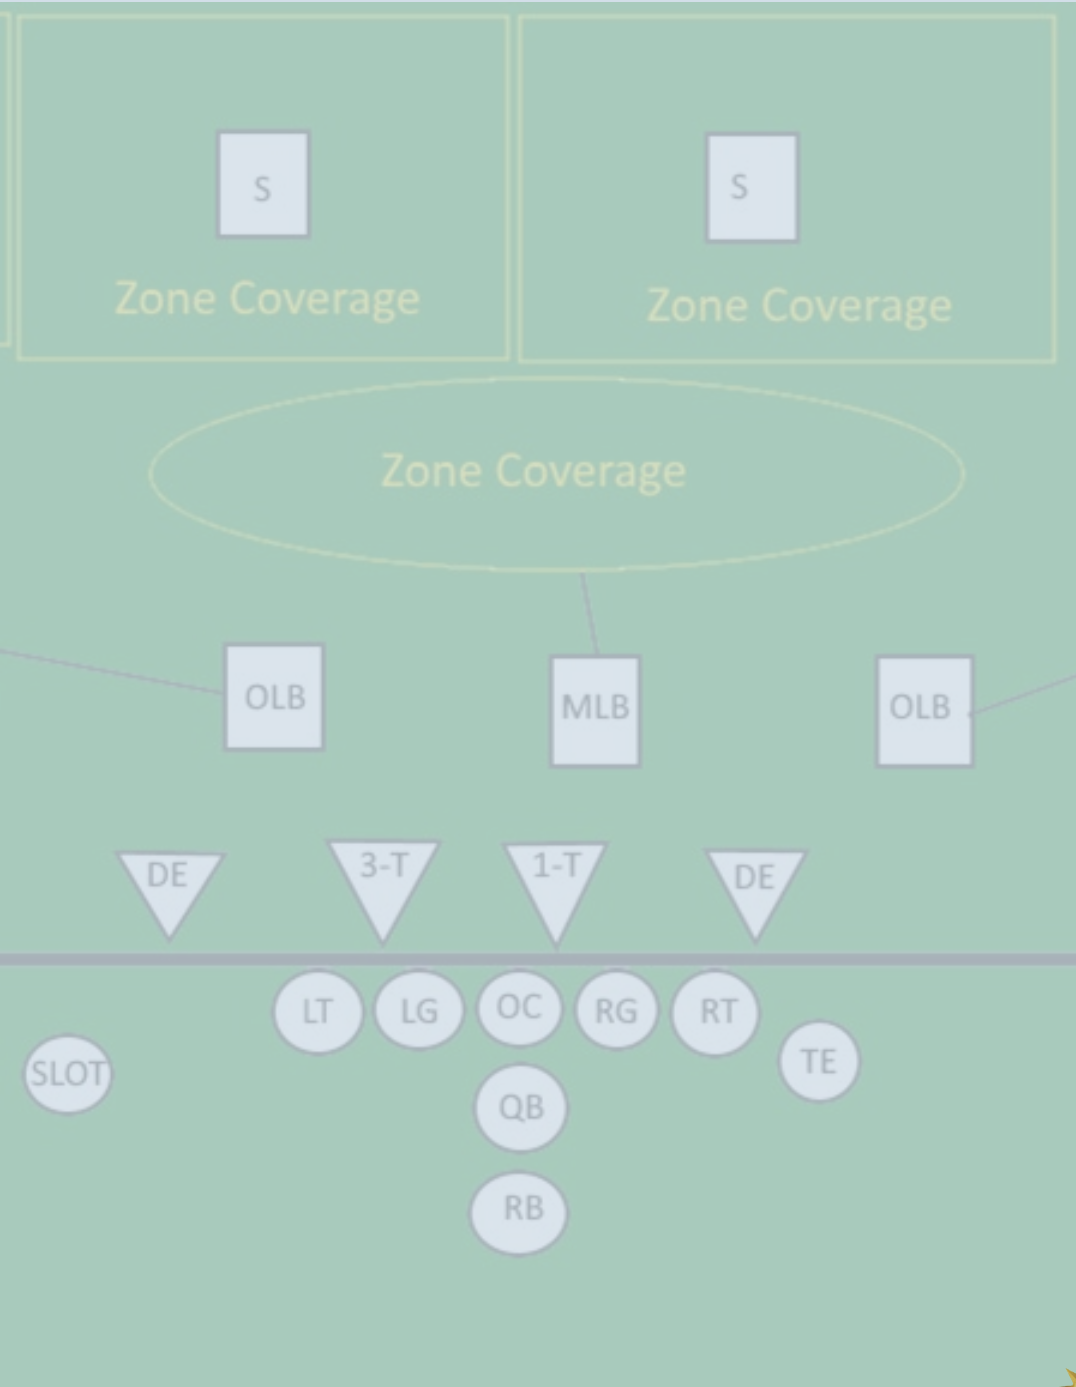 S
S
Zone Coverage
Zone Coverage
Zone Coverage
OLB
MLB
OLB
DE
3-T
1-T
DE
LT
LG
OC
RG
RT
SLOT
TE
QB
RB